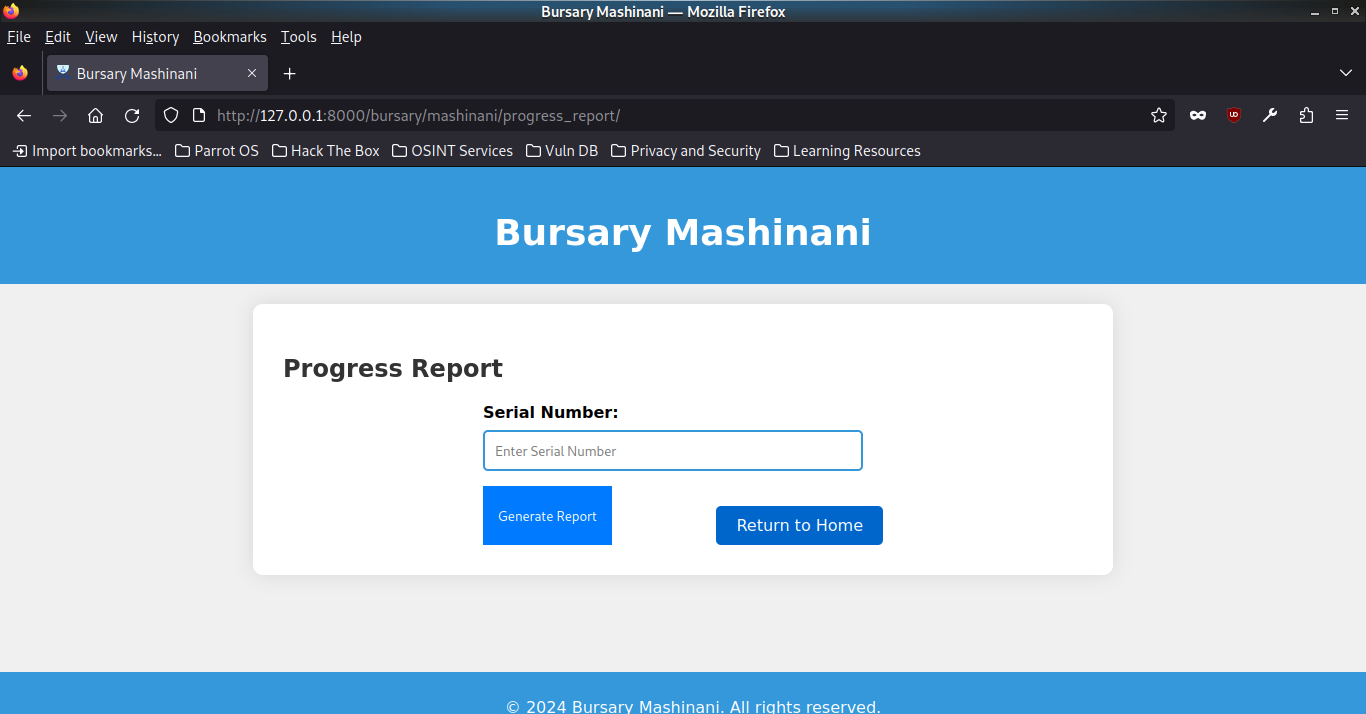 Bursary Mashinani — Mozilla Firefox
File Edit View History Bookmarks Tools Help
Bursary Mashinani
http://127.0.0.1:8000/bursary/mashinani/progress_report/
Import bookmarks... Parrot OS Hack The Box OSINT Services Vuln DB Privacy and Security Learning Resources
Bursary Mashinani
Progress Report
Serial Number:
Enter Serial Number
Generate Report
Return to Home
© 2024 Bursary Mashinani. All rights reserved.